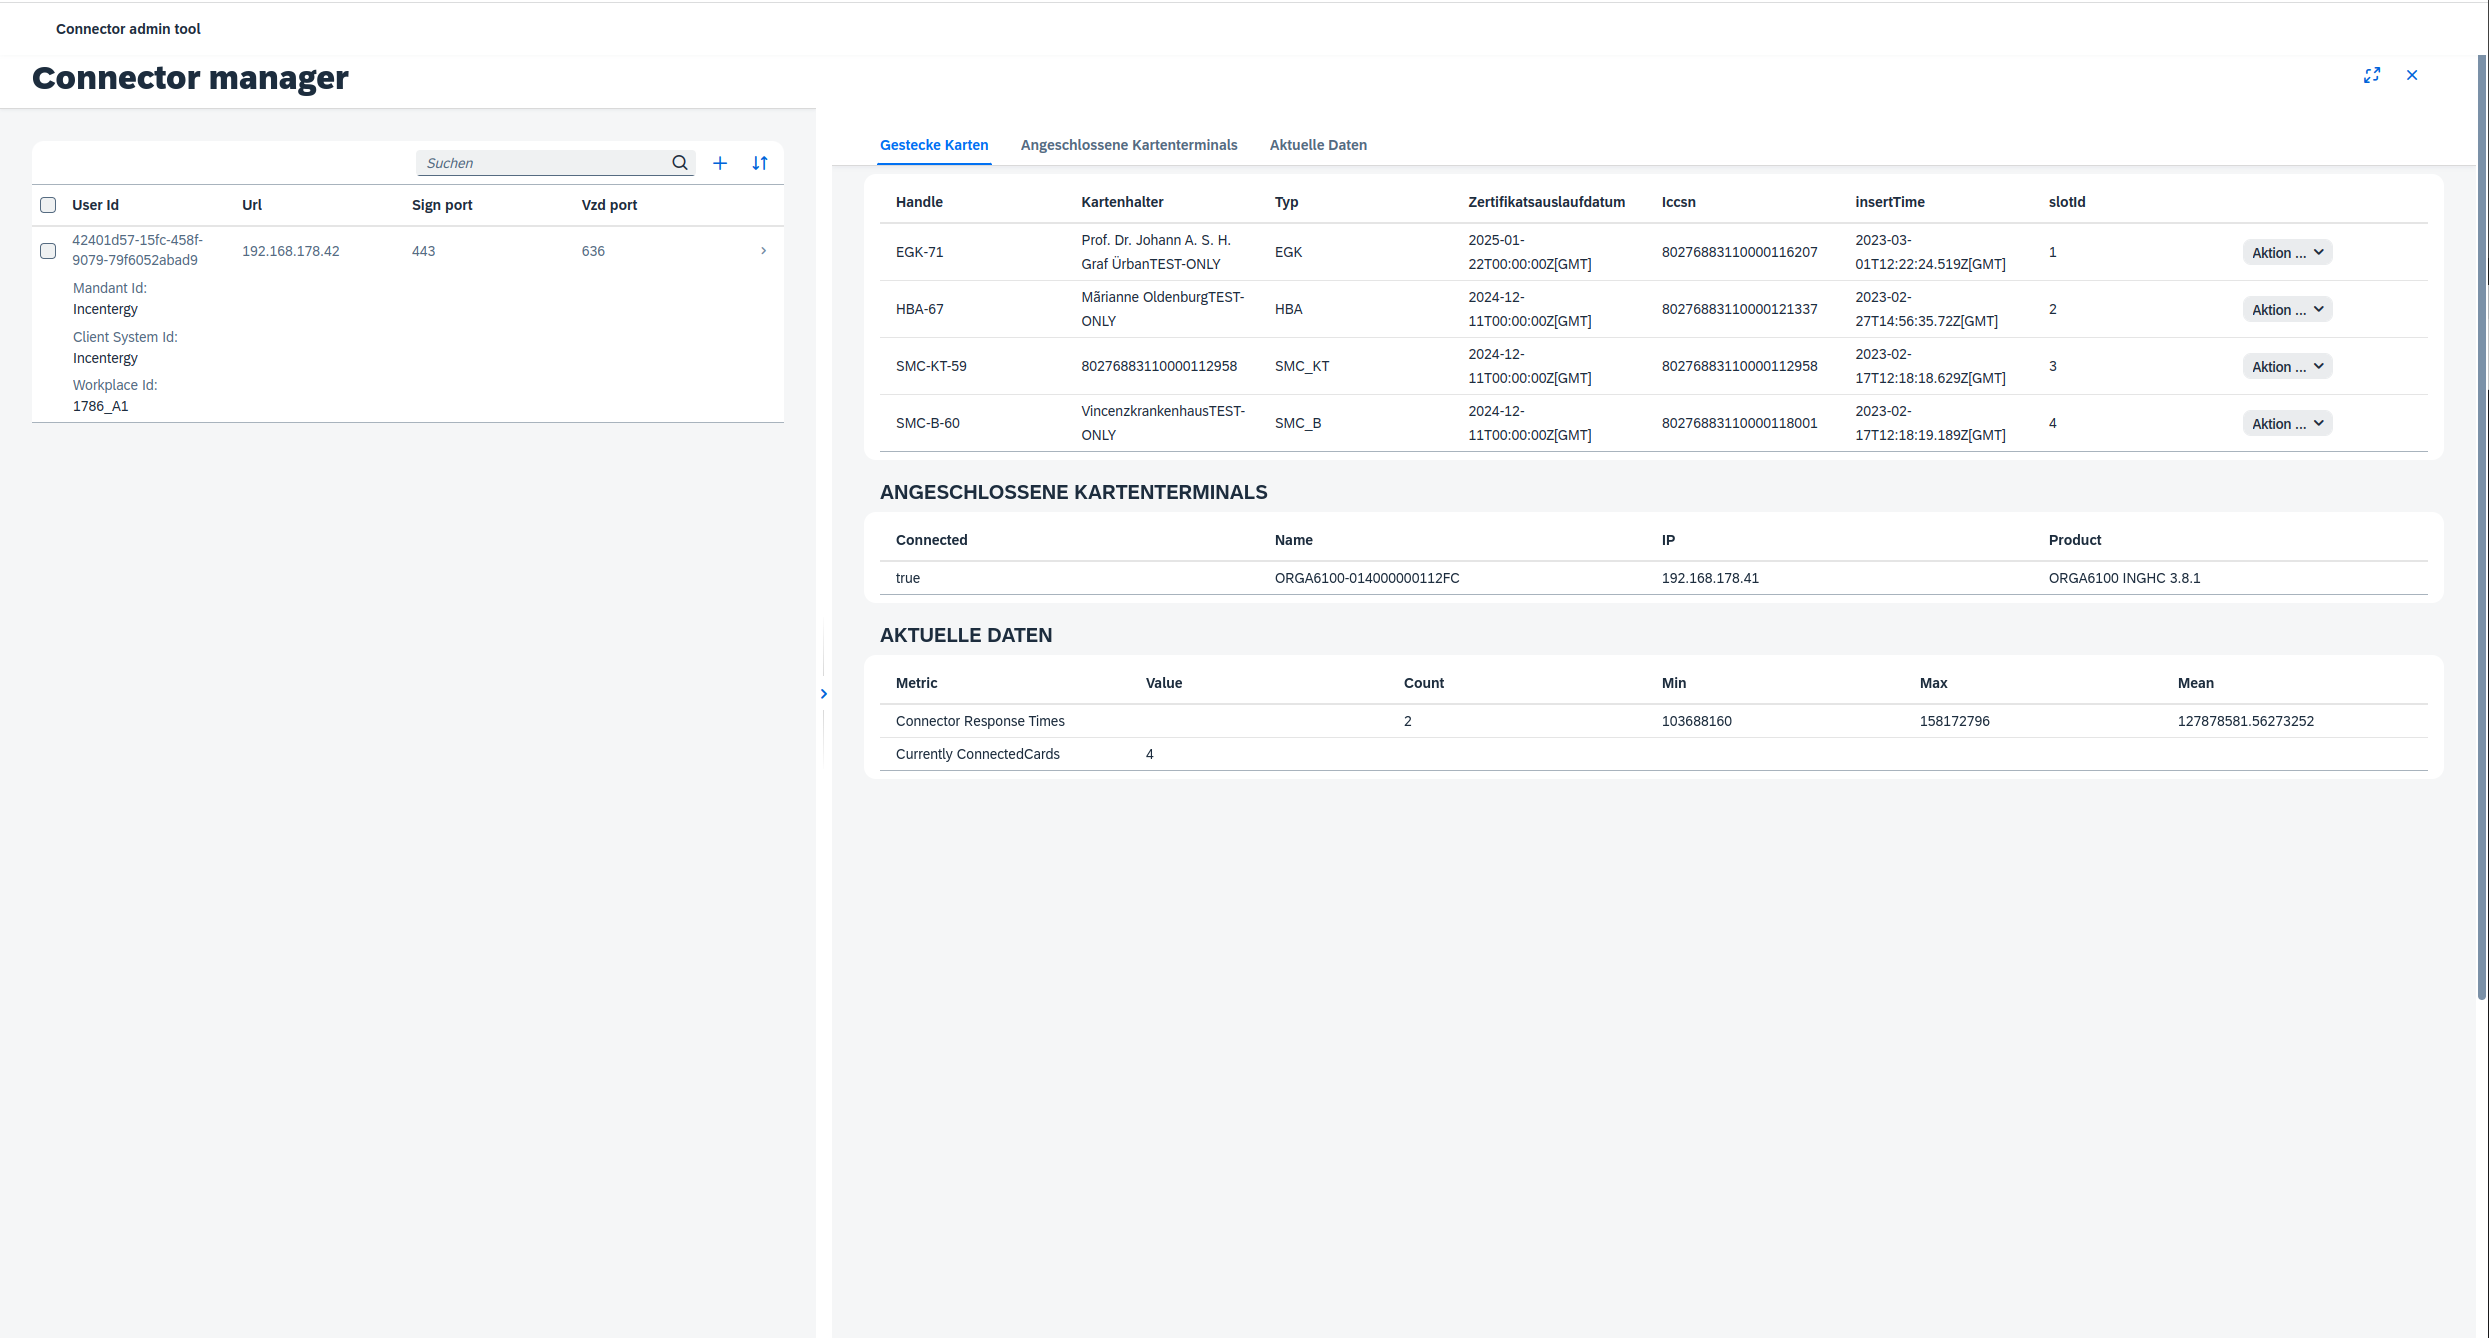 Connector admin tool
Connector manager
Suchen
User Id Url Sign port Vzd port
42401d57-15fc-458f-
9079-79f6052abad9
192.168.178.42 443 636
Mandant Id:
Incentergy
Client System Id:
Incentergy
Workplace Id:
1786_A1
Gestecke Karten Angeschlossene Kartenterminals Aktuelle Daten
Handle Kartenhalter Typ Zertifikatsauslaufdatum Iccsn insertTime slotId
EGK-71 Prof. Dr. Johann A. S. H. EGK 2025-01- 80276883110000116207 2023-03- 1 Aktion ...
Graf ÜrbanTEST-ONLY 22T00:00:00Z[GMT] 01T12:22:24.519Z[GMT]
HBA-67 Mãrianne OldenburgTEST- HBA 2024-12- 80276883110000121337 2023-02- 2 Aktion ...
ONLY 11T00:00:00Z[GMT] 27T14:56:35.72Z[GMT]
SMC-KT-59 80276883110000112958 SMC_KT 2024-12- 80276883110000112958 2023-02- 3 Aktion ...
11T00:00:00Z[GMT] 17T12:18:18.629Z[GMT]
SMC-B-60 VincenzkrankenhausTEST- SMC_B 2024-12- 80276883110000118001 2023-02- 4 Aktion ...
ONLY 11T00:00:00Z[GMT] 17T12:18:19.189Z[GMT]
ANGESCHLOSSENE KARTENTERMINALS
Connected Name IP Product
true ORGA6100-014000000112FC 192.168.178.41 ORGA6100 INGHC 3.8.1
AKTUELLE DATEN
Metric Value Count Min Max Mean
Connector Response Times 2 103688160 158172796 127878581.56273252
Currently ConnectedCards 4